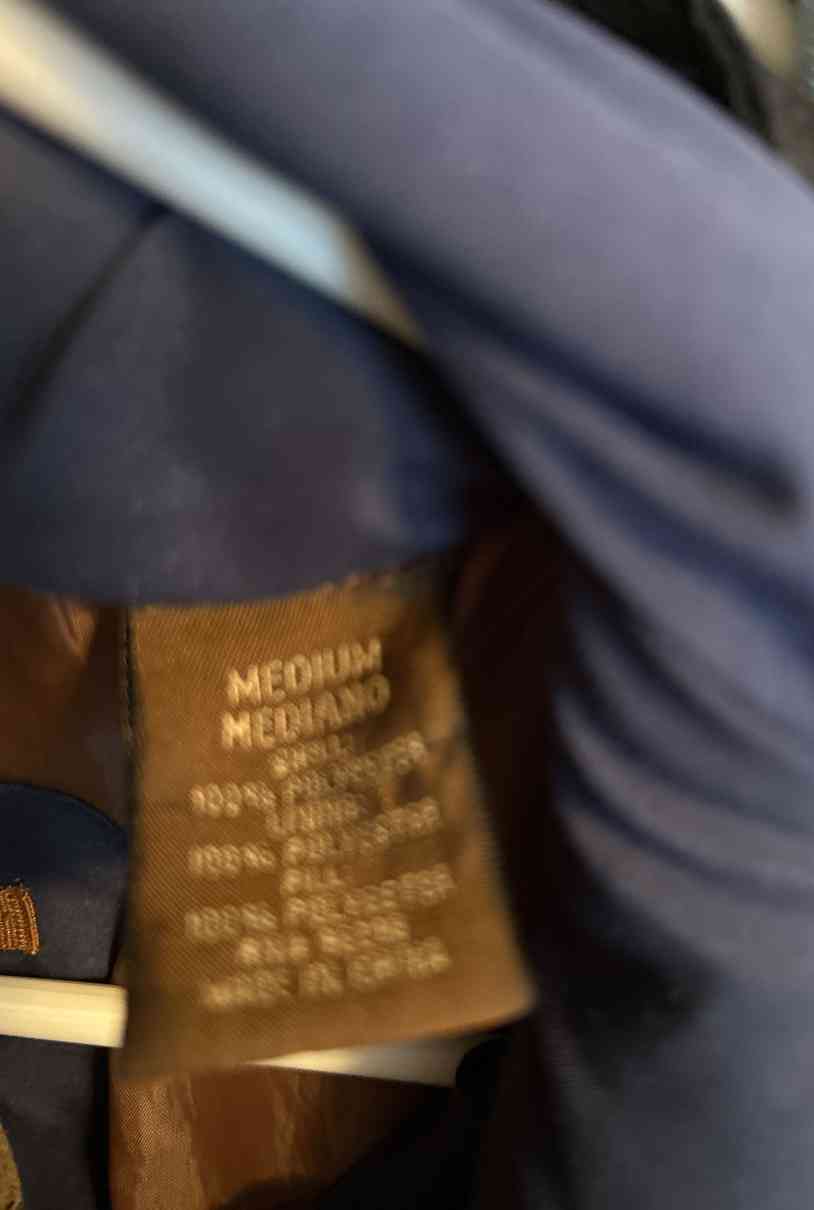 MEDIUM
MEDIANO
SHELL:
100% POLYESTER
LINING:
100% POLYESTER
FILL:
100% POLYESTER
MADE IN CHINA